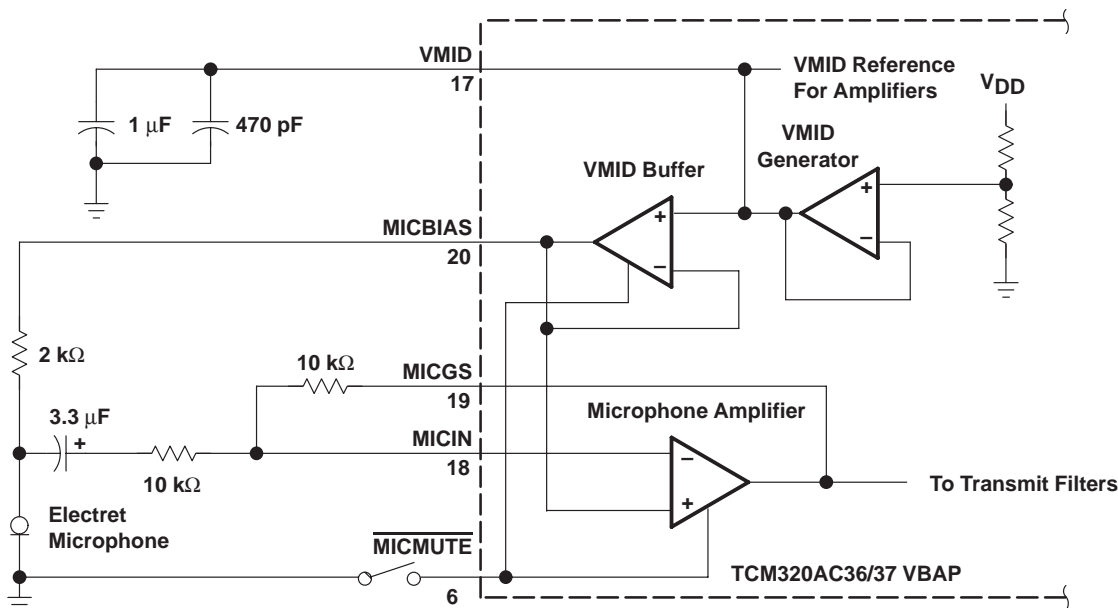 VMID
17
VMID Reference
For Amplifiers
VDD
1 μF
470 pF
VMID
Generator
VMID Buffer
+
−
+
−
MICBIAS
20
2 kΩ
10 kΩ
MICGS
19
Microphone Amplifier
3.3 μF
+
MICIN
18
10 kΩ
−
+
To Transmit Filters
Electret
Microphone
MICMUTE
6
TCM320AC36/37 VBAP